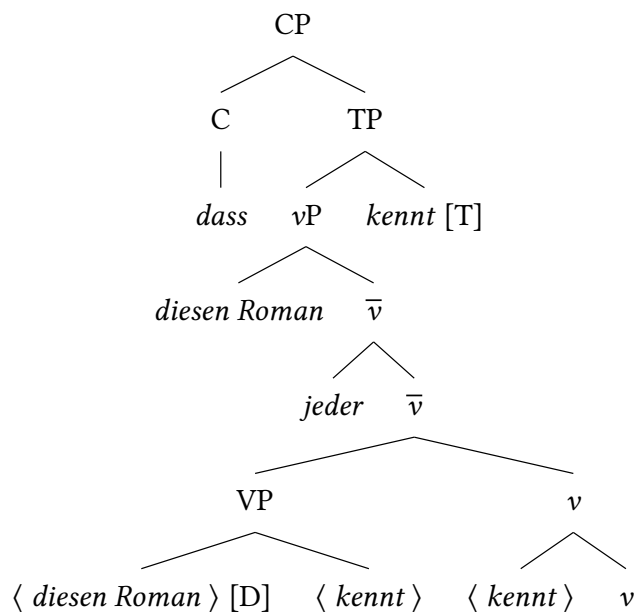 CP
C TP
dass vP kennt [T]
diesen Roman v̅
jeder v̅
VP v
⟨ diesen Roman ⟩ [D] ⟨ kennt ⟩ ⟨ kennt ⟩ v